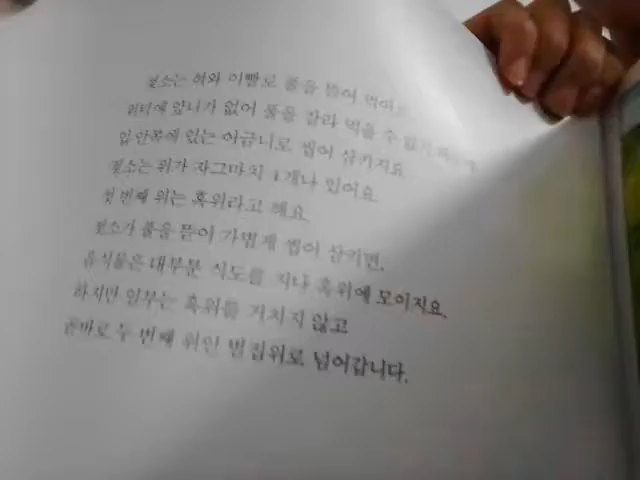 젖소는 혀와 이빨로 풀을 뜯어 먹어요
위턱에 앞니가 없어 풀을 잘라 먹을 수 없기
입 안쪽에 있는 어금니로 씹어 삼키지요
젖소는 위가 자그마치 4개나 있어요
첫 번째 위는 혹위라고 해요
젖소가 풀을 뜯어 가볍게 씹어 삼키면,
음식물은 대부분 식도를 지나 혹위에 모이지요.
하지만 일부는 혹위를 거치지 않고
곧바로 두 번째 위인 벌집위로 넘어갑니다.